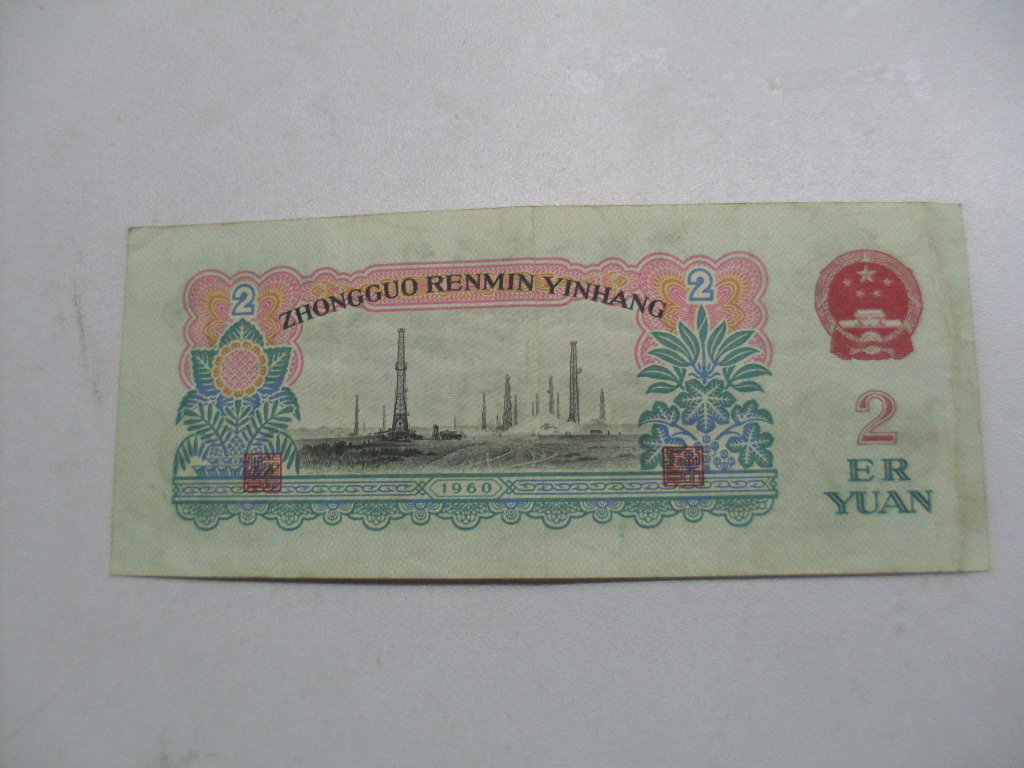 2
2
ZHONGGUO RENMIN YINHANG
1960
2
ER
YUAN